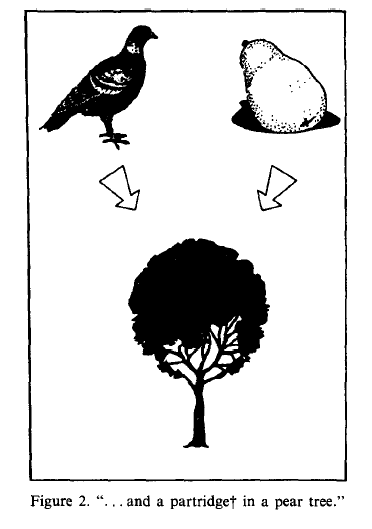 Figure 2. “. . . and a partridge† in a pear tree.”